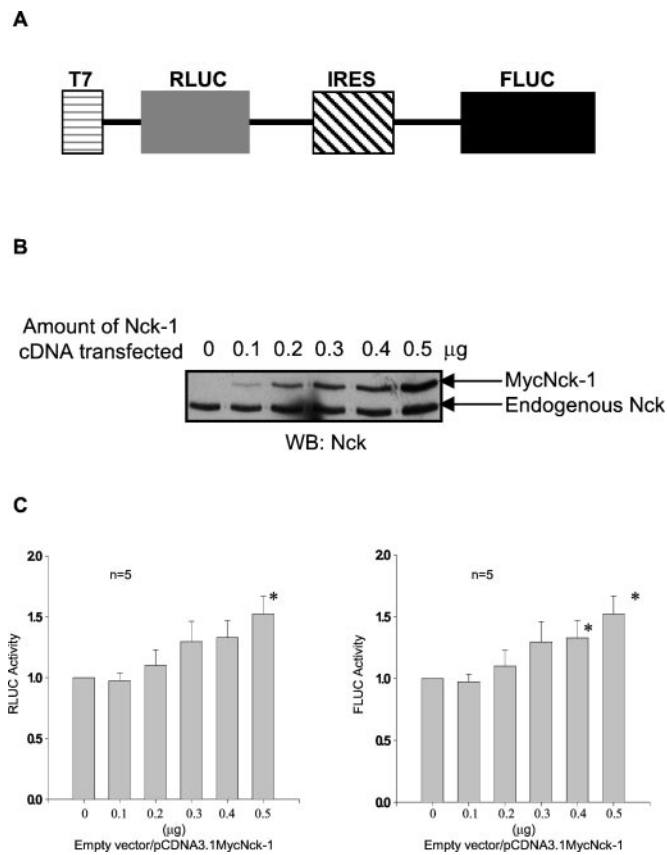 A
T7 RLUC IRES FLUC
B
Amount of Nck-1
cDNA transfected
0 0.1 0.2 0.3 0.4 0.5 µg
MycNck-1
Endogenous Nck
WB: Nck
C
2.0
1.5
1.0
0.5
0.0
RLUC Activity
n=5
*
0 0.1 0.2 0.3 0.4 0.5
(µg)
Empty vector/pCDNA3.1MycNck-1
2.0
1.5
1.0
0.5
0.0
FLUC Activity
n=5
*
*
0 0.1 0.2 0.3 0.4 0.5
(µg)
Empty vector/pCDNA3.1MycNck-1